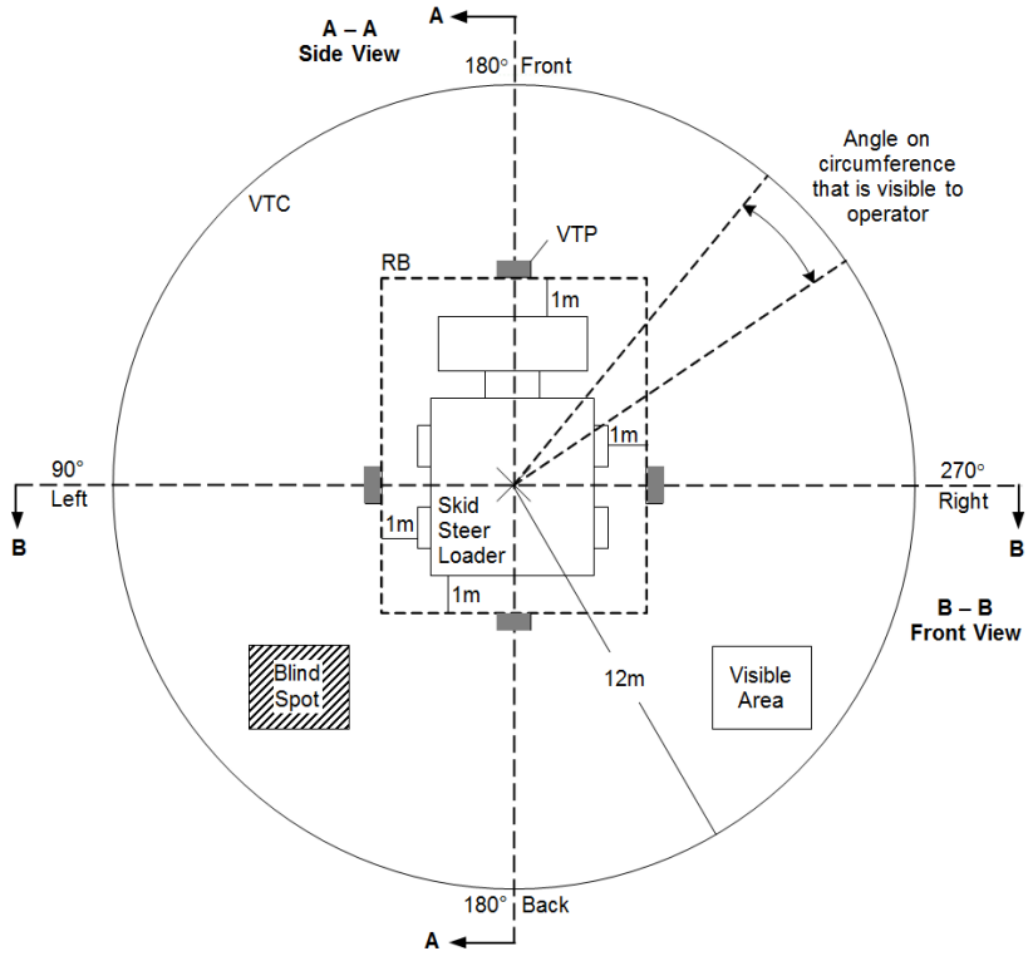 A
A – A
Side View
180° Front
Angle on
circumference
that is visible to
operator
VTC
VTP
RB
1m
1m
90°
Left
270°
Right
B
B
Skid
Steer
Loader
1m
1m
B – B
Front View
Blind
Spot
12m
Visible
Area
180° Back
A